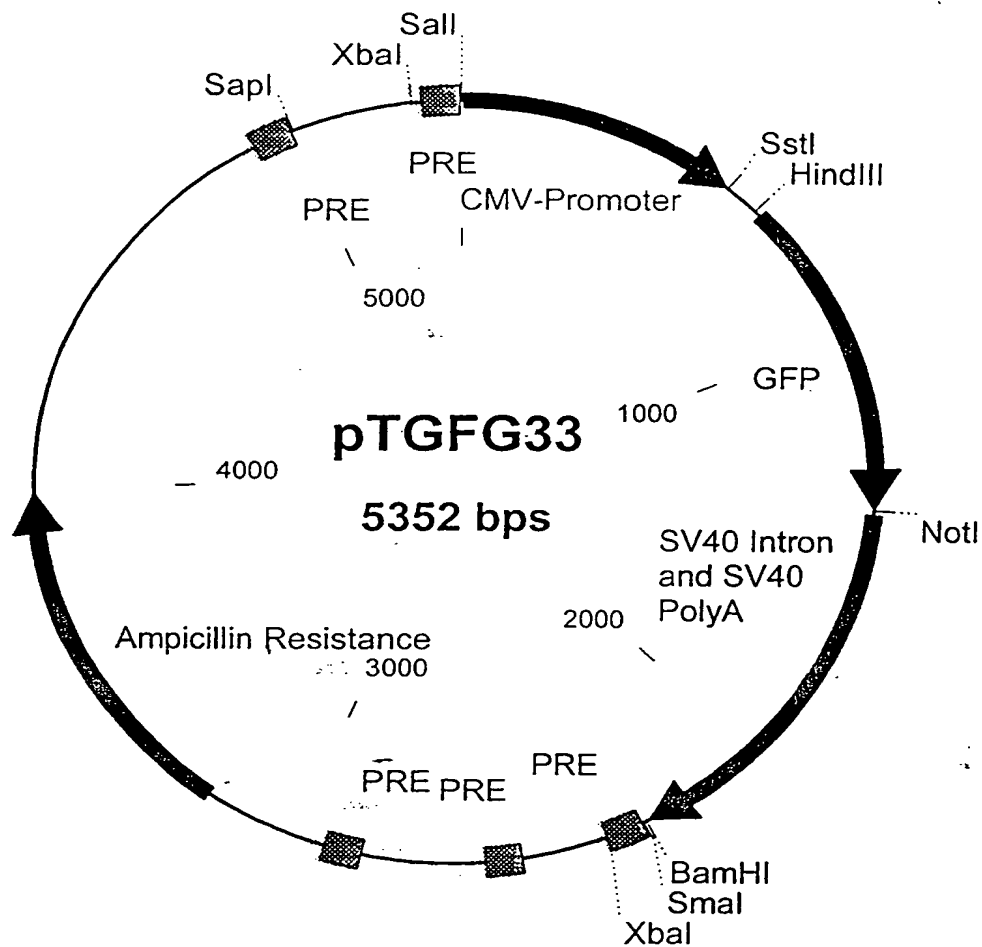 SalI
XbaI
SapI
SstI
HindIII
PRE
CMV-Promoter
PRE
5000
GFP
1000
pTGFG33
4000
5352 bps
NotI
SV40 Intron
and SV40
PolyA
2000
Ampicillin Resistance
3000
PRE
PRE
PRE
BamHI
SmaI
XbaI